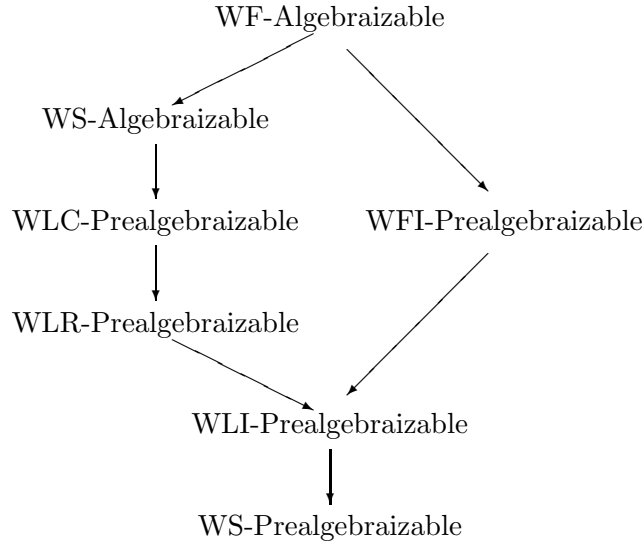 WF-Algebraizable
WS-Algebraizable
WLC-Prealgebraizable
WFI-Prealgebraizable
WLR-Prealgebraizable
WLI-Prealgebraizable
WS-Prealgebraizable